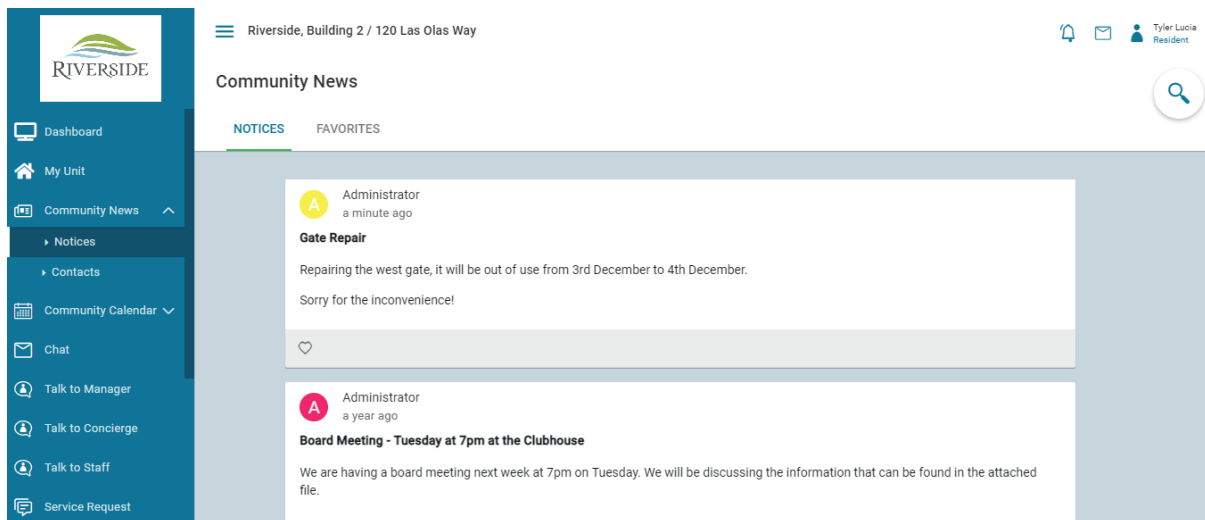 RIVERSIDE
Dashboard
My Unit
Community News
Notices
Contacts
Community Calendar
Chat
Talk to Manager
Talk to Concierge
Talk to Staff
Service Request
Riverside, Building 2 / 120 Las Olas Way
Tyler Lucia
Resident
Community News
NOTICES FAVORITES
A
Administrator
a minute ago
Gate Repair
Repairing the west gate, it will be out of use from 3rd December to 4th December.
Sorry for the inconvenience!
A
Administrator
a year ago
Board Meeting - Tuesday at 7pm at the Clubhouse
We are having a board meeting next week at 7pm on Tuesday. We will be discussing the information that can be found in the attached
file.